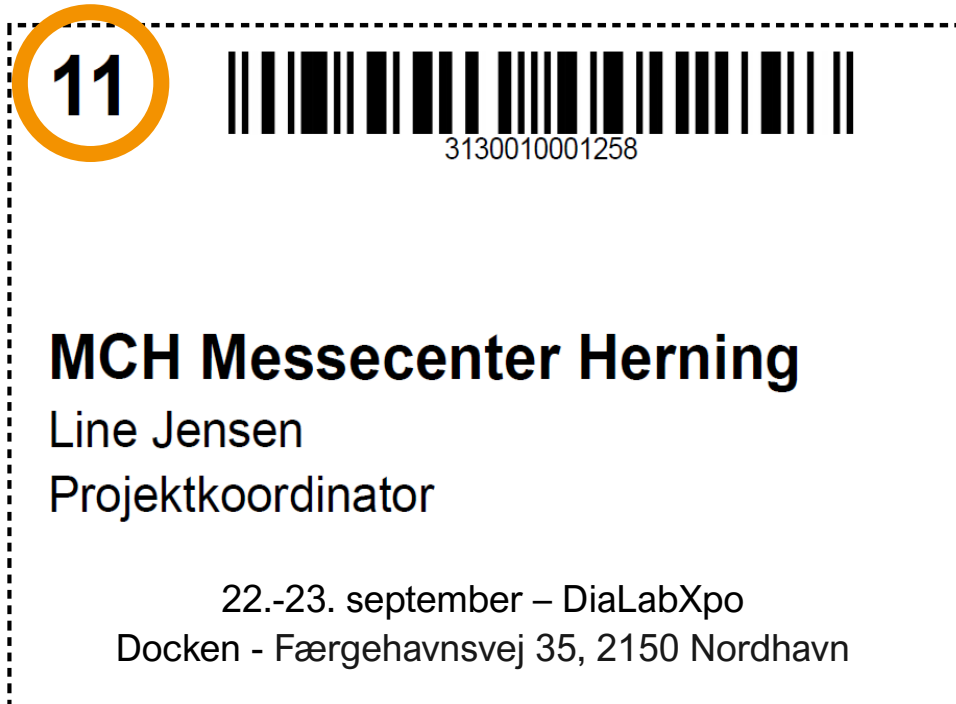 11
3130010001258
MCH Messecenter Herning
Line Jensen
Projektkoordinator
22.-23. september – DiaLabXpo
Docken - Færgehavnsvej 35, 2150 Nordhavn